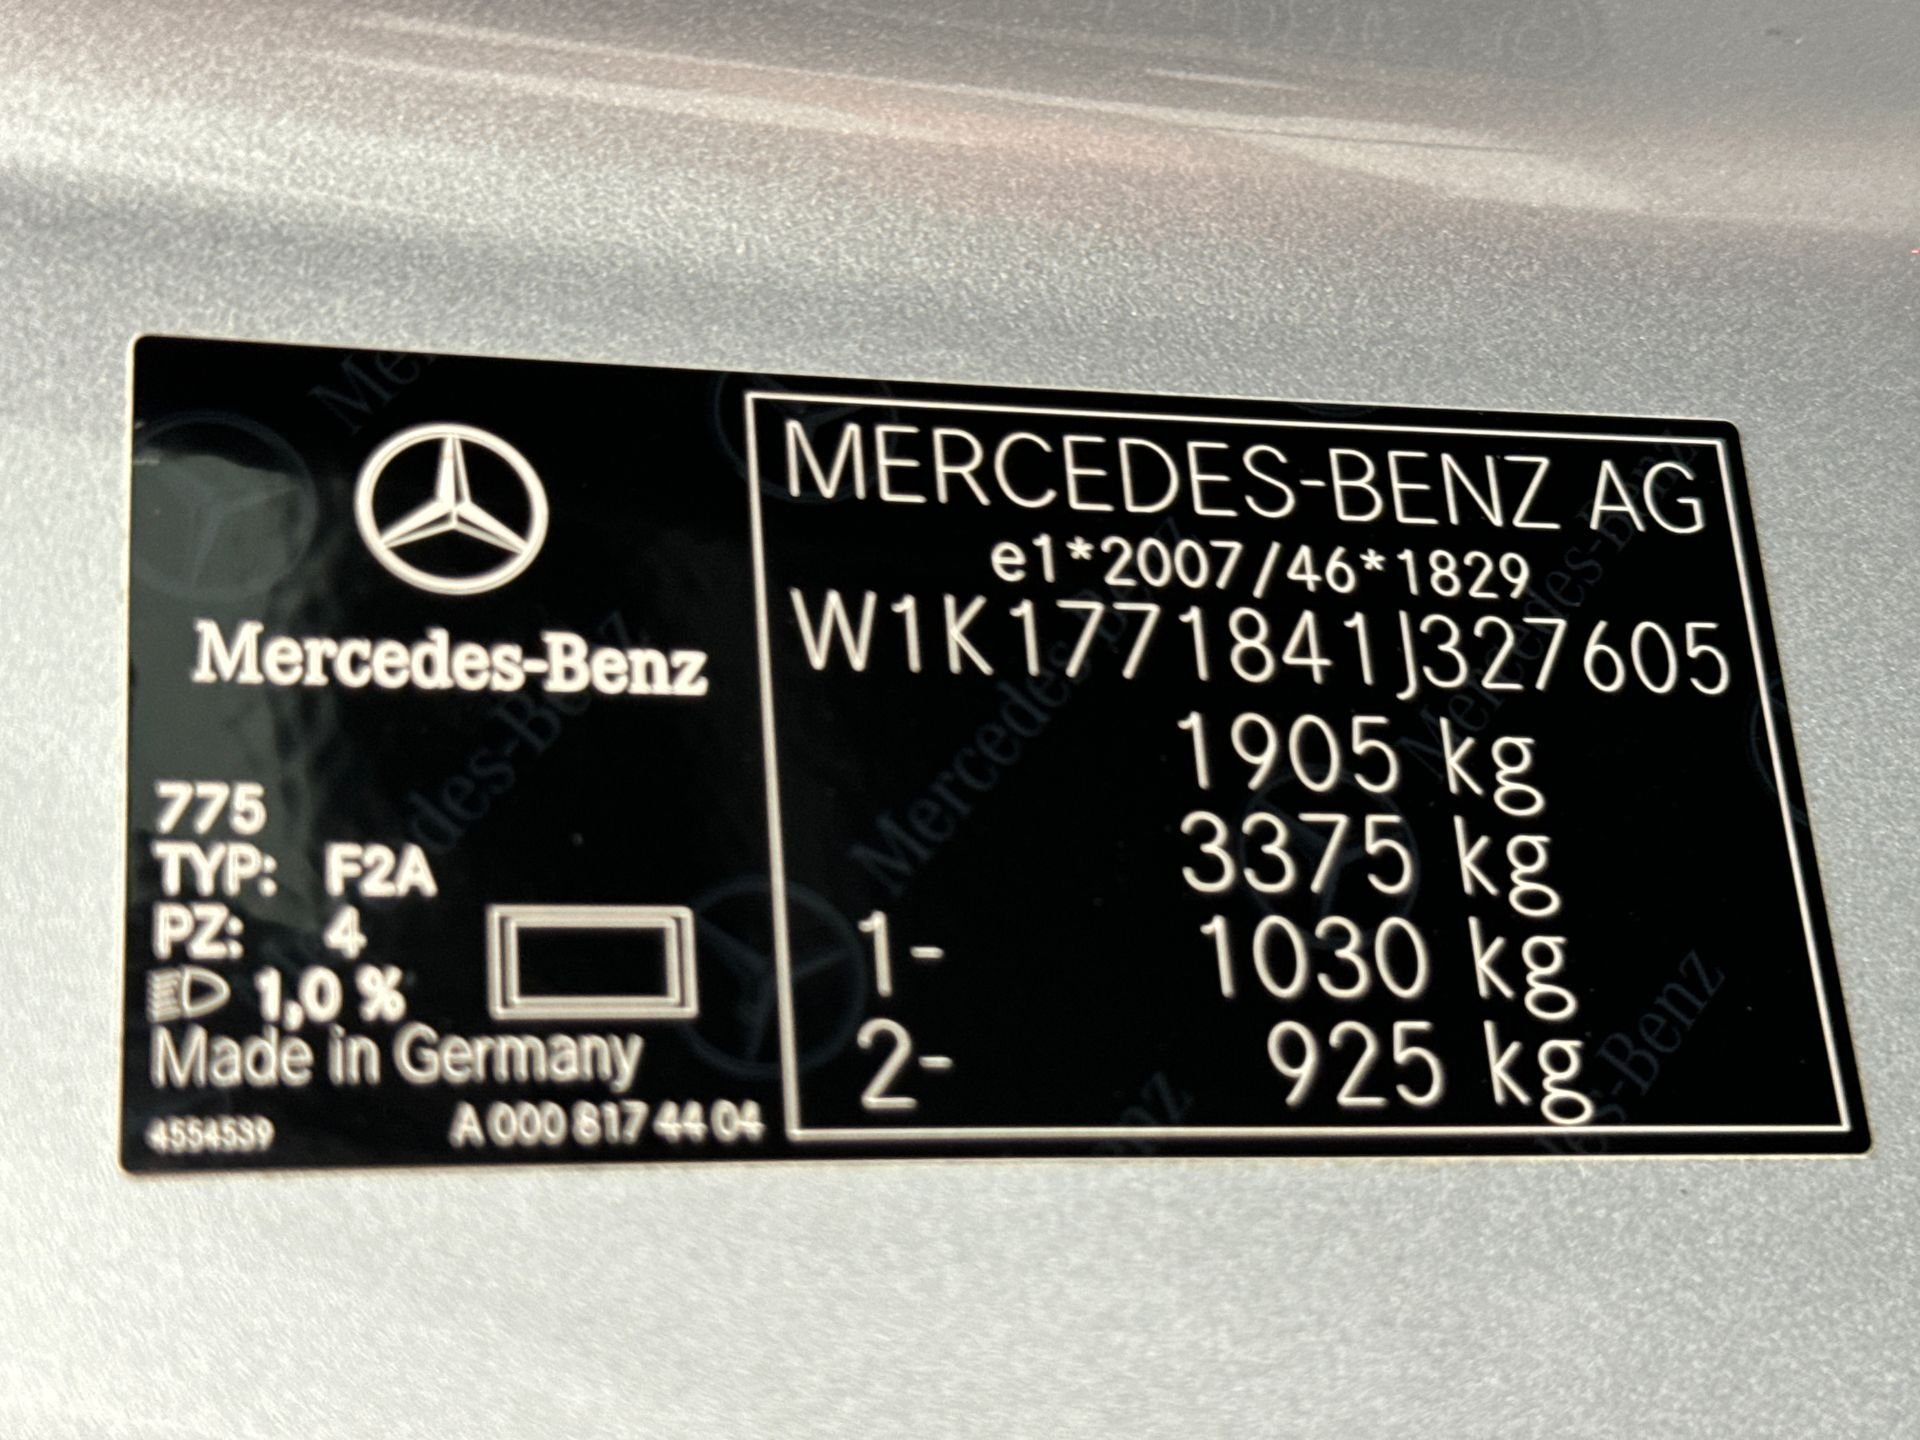 Mercedes-Benz
775
TYP: F2A
PZ: 4
1,0 %
Made in Germany
4554539
A 000 817 44 04
MERCEDES-BENZ AG
e1*2007/46*1829
W1K1771841J327605
1905 kg
3375 kg
1- 1030 kg
2- 925 kg